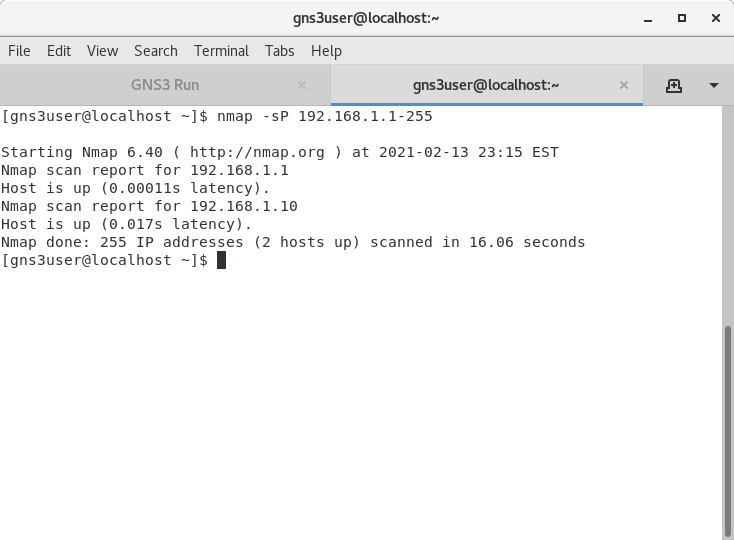 gns3user@localhost:~
File Edit View Search Terminal Tabs Help
GNS3 Run gns3user@localhost:~
[gns3user@localhost ~]$ nmap -sP 192.168.1.1-255
Starting Nmap 6.40 ( http://nmap.org ) at 2021-02-13 23:15 EST
Nmap scan report for 192.168.1.1
Host is up (0.00011s latency).
Nmap scan report for 192.168.1.10
Host is up (0.017s latency).
Nmap done: 255 IP addresses (2 hosts up) scanned in 16.06 seconds
[gns3user@localhost ~]$